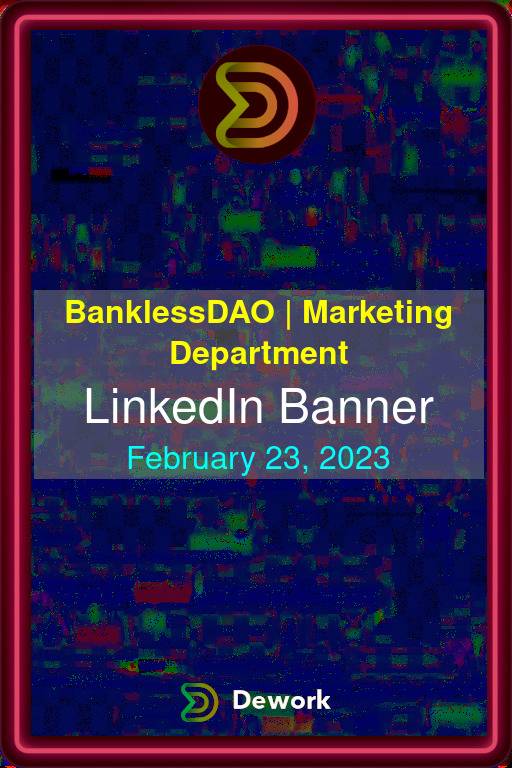 BanklessDAO | Marketing
Department
LinkedIn Banner
February 23, 2023
Dework